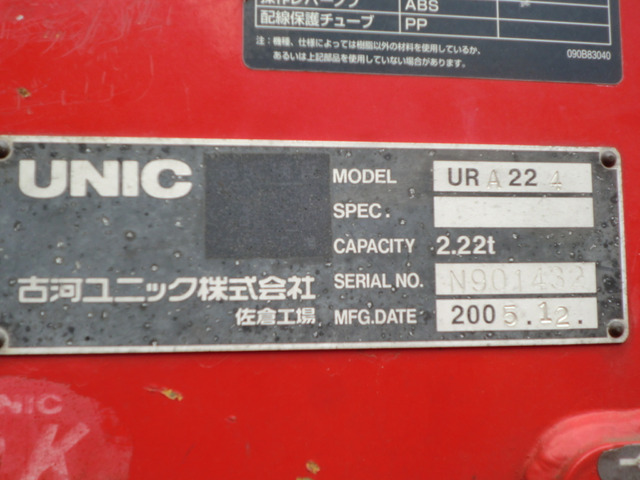 配線保護チューブ PP
ABS
注:機種、仕様によっては樹脂以外の材料を使用しているか、
あるいは上記部品を使用していない場合があります。
090B83040
UNIC
MODEL URA224
SPEC.
CAPACITY 2.22t
古河ユニック株式会社
SERIAL NO. N901432
佐倉工場
MFG.DATE 2005.12.
UNIC
K